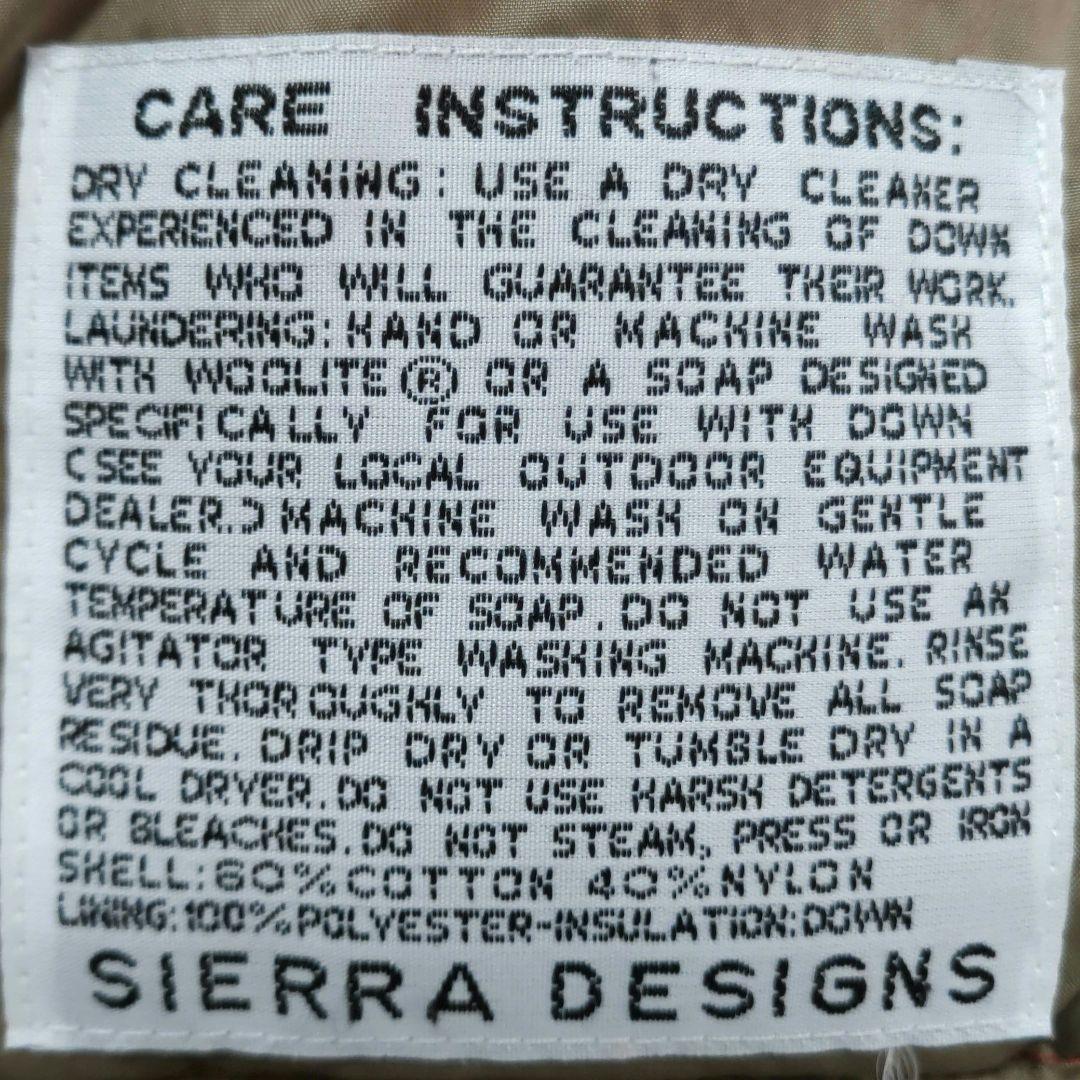 CARE INSTRUCTIONS:
DRY CLEANING: USE A DRY CLEANER
EXPERIENCED IN THE CLEANING OF DOWN
ITEMS WHO WILL GUARANTEE THEIR WORK.
LAUNDERING: HAND OR MACHINE WASH
WITH WOOLITE® OR A SOAP DESIGNED
SPECIFICALLY FOR USE WITH DOWN
(SEE YOUR LOCAL OUTDOOR EQUIPMENT
DEALER.) MACHINE WASH ON GENTLE
CYCLE AND RECOMMENDED WATER
TEMPERATURE OF SOAP. DO NOT USE AN
AGITATOR TYPE WASHING MACHINE. RINSE
VERY THOROUGHLY TO REMOVE ALL SOAP
RESIDUE. DRIP DRY OR TUMBLE DRY IN A
COOL DRYER. DO NOT USE HARSH DETERGENTS
OR BLEACHES. DO NOT STEAM, PRESS OR IRON
SHELL: 60% COTTON 40% NYLON
LINING: 100% POLYESTER-INSULATION: DOWN
SIERRA DESIGNS